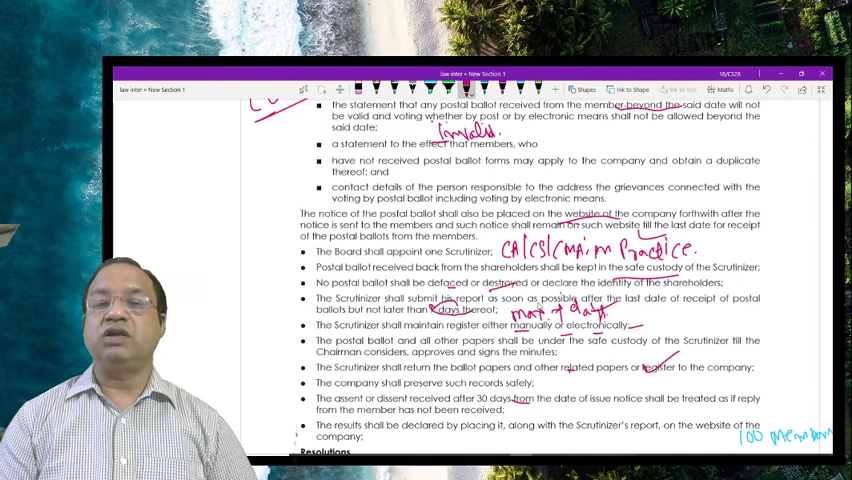 law inter » New Section 1
18/CS28
law inter » New Section 1
Shapes
Ink to Shape
Ink to Text
Maths
the statement that any postal ballot received from the member beyond the said date will not
be valid and voting whether by post or by electronic means shall not be allowed beyond the
said date;
invalid.
a statement to the effect that members, who
have not received postal ballot forms may apply to the company and obtain a duplicate
thereof; and
contact details of the person responsible to the address the grievances connected with the
voting by postal ballot including voting by electronic means.
The notice of the postal ballot shall also be placed on the website of the company forthwith after the
notice is sent to the members and such notice shall remain on such website till the last date for receipt
of the postal ballots from the members.
• The Board shall appoint one Scrutinizer; CA/CS/CMA in Practice.
• Postal ballot received back from the shareholders shall be kept in the safe custody of the Scrutinizer;
• No postal ballot shall be defaced or destroyed or declare the identity of the shareholders;
• The Scrutinizer shall submit his report as soon as possible after the last date of receipt of postal
ballots but not later than days thereof; max. 7 days.
• The Scrutinizer shall maintain register either manually or electronically;
• The postal ballot and all other papers shall be under the safe custody of the Scrutinizer till the
Chairman considers, approves and signs the minutes;
• The Scrutinizer shall return the ballot papers and other related papers or register to the company;
• The company shall preserve such records safely;
• The assent or dissent received after 30 days from the date of issue notice shall be treated as if reply
from the member has not been received;
• The results shall be declared by placing it, along with the Scrutinizer's report, on the website of the
company;
100 Members
Resolutions